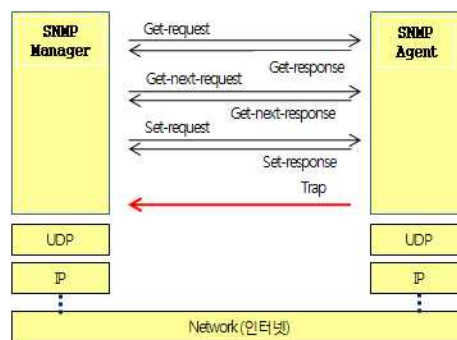 SNMP
Manager
SNMP
Agent
Get-request
Get-response
Get-next-request
Get-next-response
Set-request
Set-response
Trap
UDP
UDP
IP
IP
Network (인터넷)